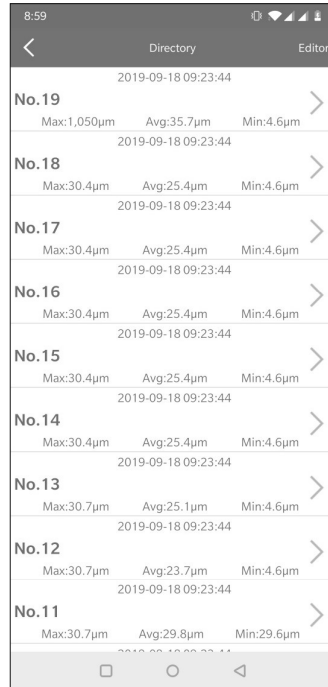 8:59
Directory Editor
2019-09-18 09:23:44
No.19
Max:1,050μm Avg:35.7μm Min:4.6μm
2019-09-18 09:23:44
No.18
Max:30.4μm Avg:25.4μm Min:4.6μm
2019-09-18 09:23:44
No.17
Max:30.4μm Avg:25.4μm Min:4.6μm
2019-09-18 09:23:44
No.16
Max:30.4μm Avg:25.4μm Min:4.6μm
2019-09-18 09:23:44
No.15
Max:30.4μm Avg:25.4μm Min:4.6μm
2019-09-18 09:23:44
No.14
Max:30.4μm Avg:25.4μm Min:4.6μm
2019-09-18 09:23:44
No.13
Max:30.7μm Avg:25.1μm Min:4.6μm
2019-09-18 09:23:44
No.12
Max:30.7μm Avg:23.7μm Min:4.6μm
2019-09-18 09:23:44
No.11
Max:30.7μm Avg:29.8μm Min:29.6μm